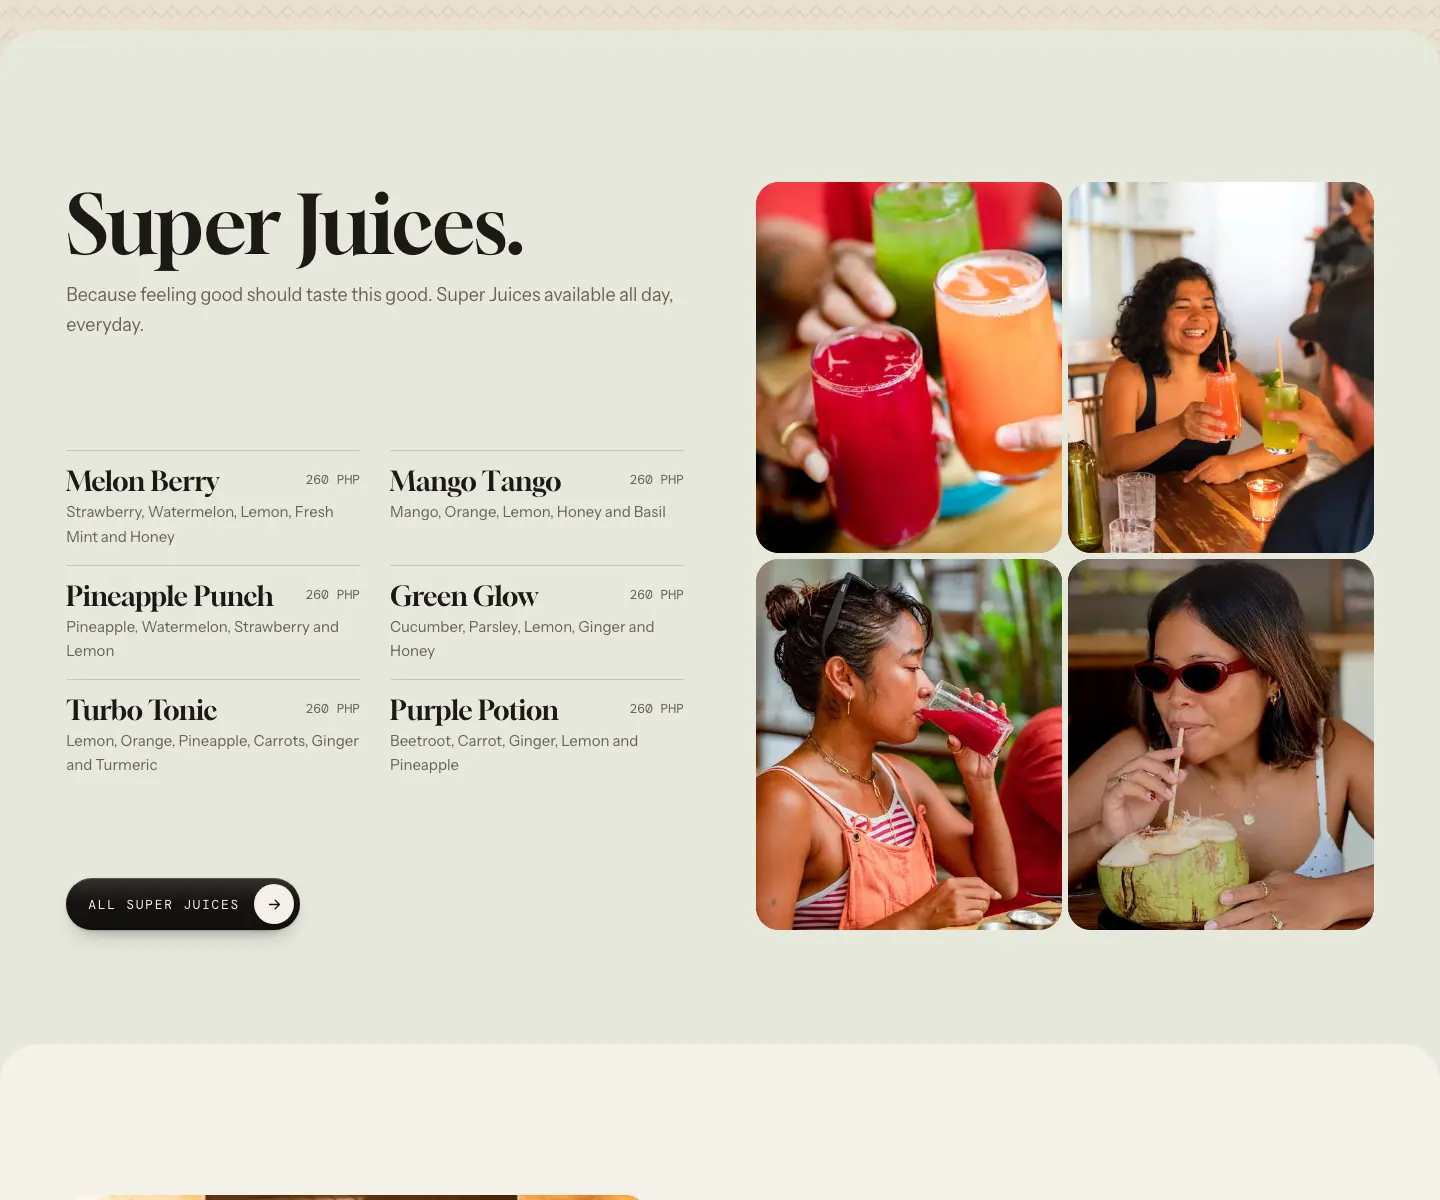 Super Juices.
Because feeling good should taste this good. Super Juices available all day,
everyday.
Melon Berry
260 PHP
Strawberry, Watermelon, Lemon, Fresh
Mint and Honey
Mango Tango
260 PHP
Mango, Orange, Lemon, Honey and Basil
Pineapple Punch
260 PHP
Pineapple, Watermelon, Strawberry and
Lemon
Green Glow
260 PHP
Cucumber, Parsley, Lemon, Ginger and
Honey
Turbo Tonic
260 PHP
Lemon, Orange, Pineapple, Carrots, Ginger
and Turmeric
Purple Potion
260 PHP
Beetroot, Carrot, Ginger, Lemon and
Pineapple
ALL SUPER JUICES